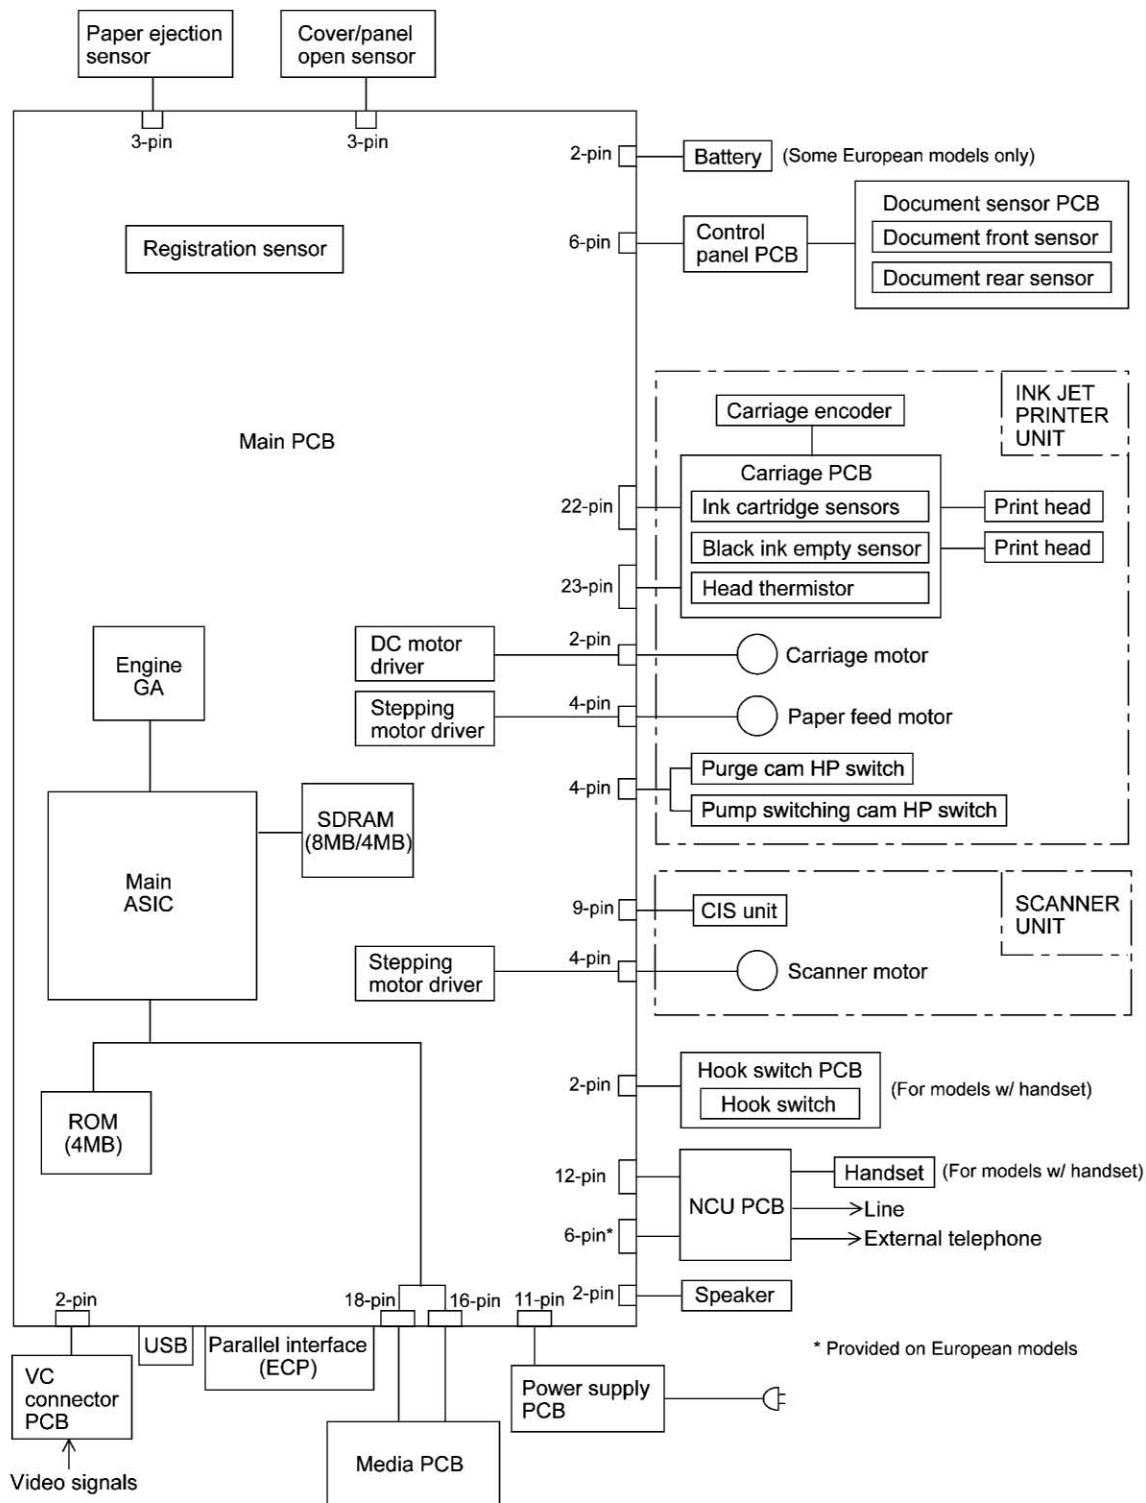 Paper ejection
sensor
Cover/panel
open sensor
3-pin
3-pin
2-pin
Battery
(Some European models only)
Document sensor PCB
Document front sensor
Document rear sensor
6-pin
Control
panel PCB
Registration sensor
INK JET
PRINTER
UNIT
Carriage encoder
Main PCB
Carriage PCB
22-pin
Ink cartridge sensors
Print head
Black ink empty sensor
Print head
23-pin
Head thermistor
DC motor
driver
2-pin
Carriage motor
Engine
GA
Stepping
motor driver
4-pin
Paper feed motor
4-pin
Purge cam HP switch
Pump switching cam HP switch
SDRAM
(8MB/4MB)
Main
ASIC
9-pin
CIS unit
SCANNER
UNIT
Stepping
motor driver
4-pin
Scanner motor
2-pin
Hook switch PCB
Hook switch
(For models w/ handset)
ROM
(4MB)
12-pin
NCU PCB
Handset
(For models w/ handset)
Line
6-pin*
External telephone
2-pin
18-pin
16-pin
11-pin
2-pin
Speaker
USB
Parallel interface
(ECP)
* Provided on European models
VC
connector
PCB
Power supply
PCB
Media PCB
Video signals